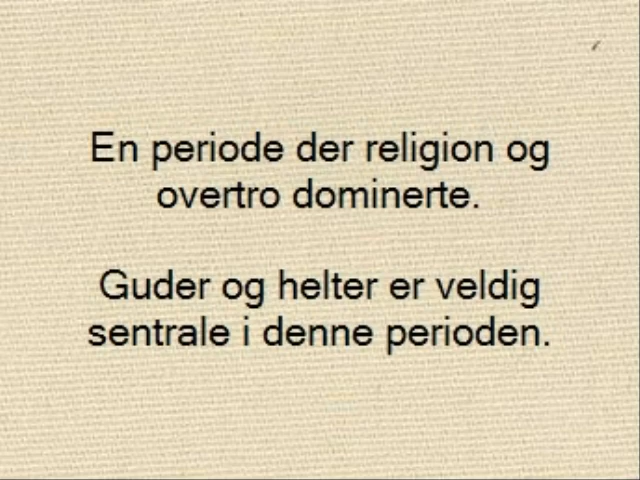 En periode der religion og
overtro dominerte.
Guder og helter er veldig
sentrale i denne perioden.